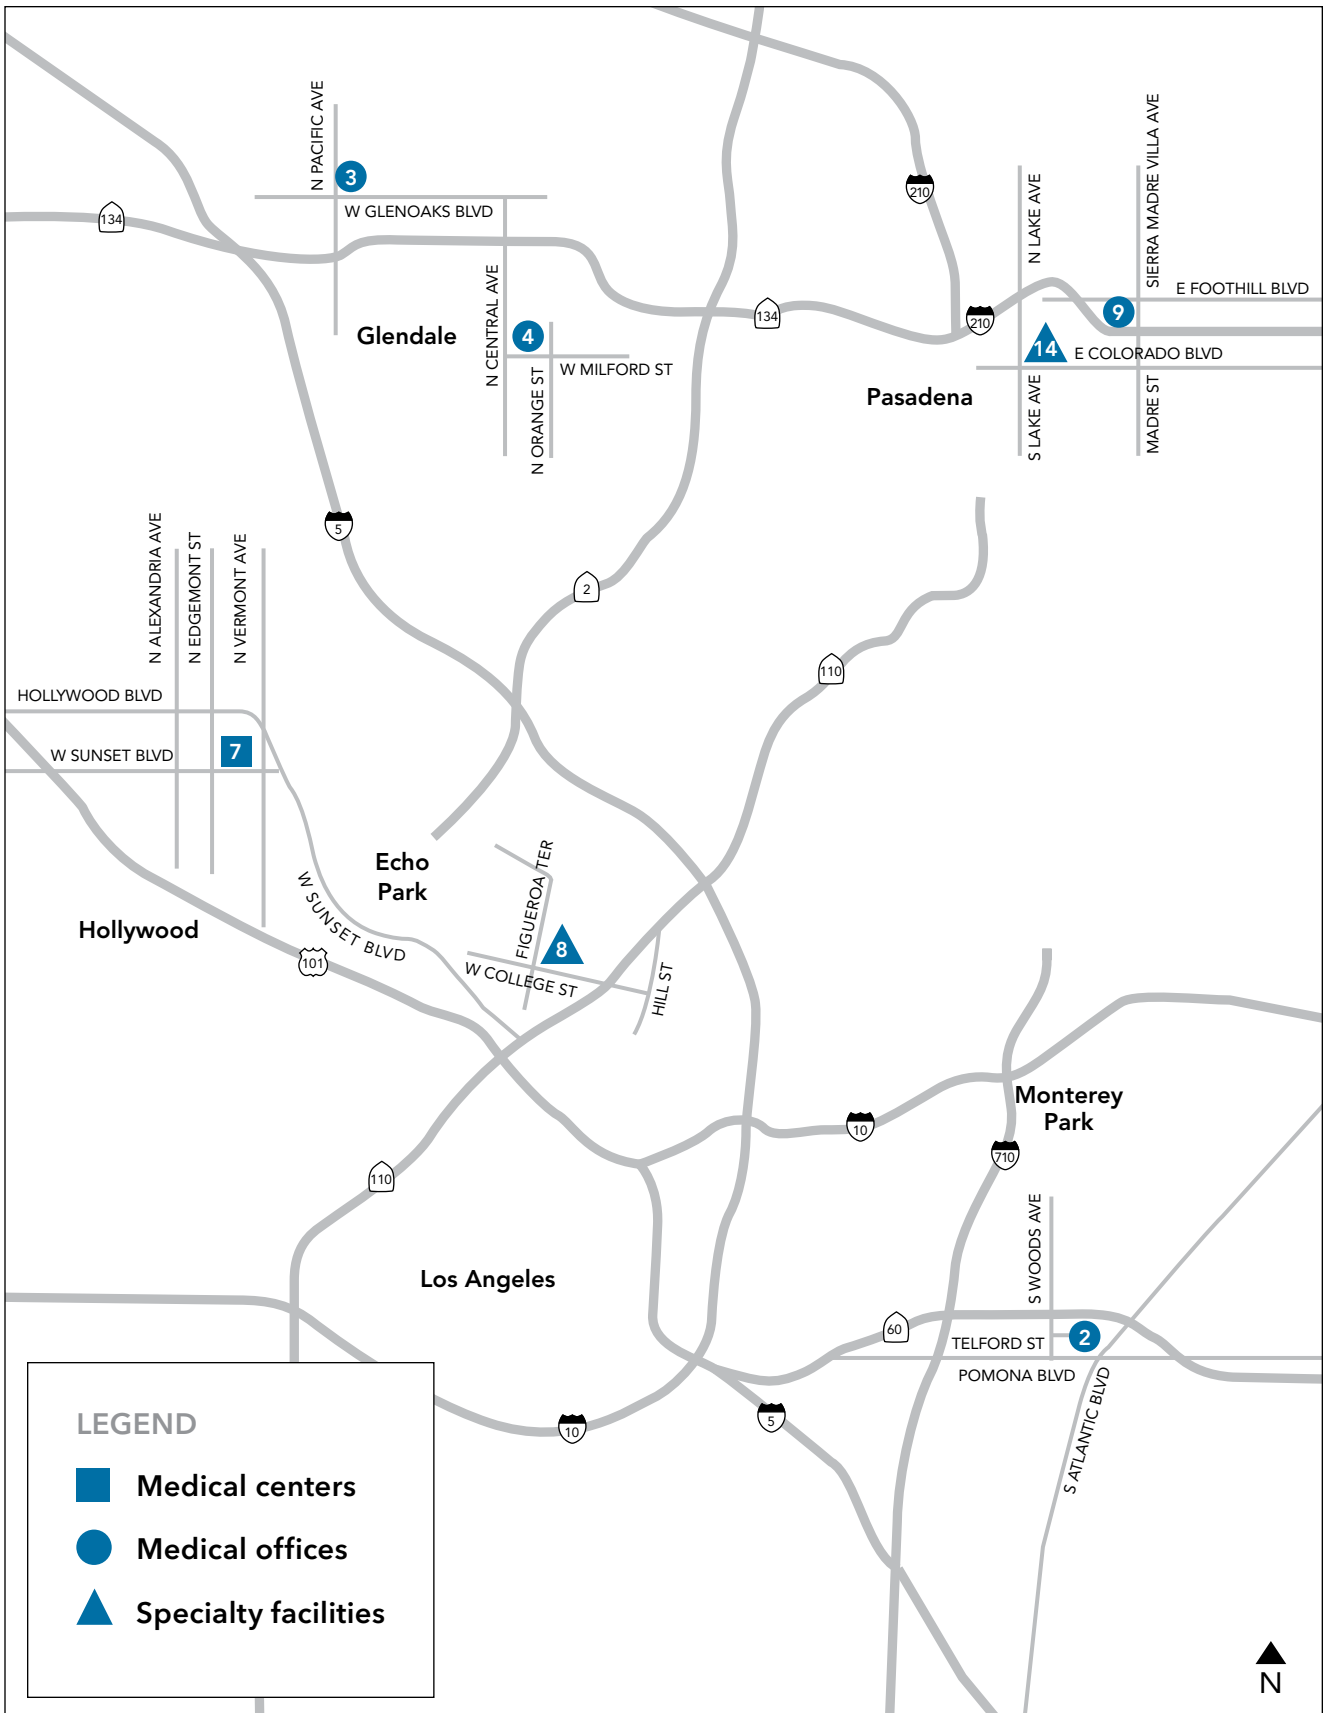 N PACIFIC AVE
3
W GLENOAKS BLVD
134
210
N LAKE AVE
SIERRA MADRE VILLA AVE
E FOOTHILL BLVD
N CENTRAL AVE
134
210
9
Glendale
4
14
E COLORADO BLVD
W MILFORD ST
N ORANGE ST
Pasadena
S LAKE AVE
MADRE ST
5
N ALEXANDRIA AVE
N EDGEMONT ST
N VERMONT AVE
2
110
HOLLYWOOD BLVD
W SUNSET BLVD
7
Echo
Park
FIGUEROA TER
W SUNSET BLVD
Hollywood
8
101
W COLLEGE ST
HILL ST
Monterey
Park
10
710
110
S WOODS AVE
Los Angeles
60
TELFORD ST
2
POMONA BLVD
S ATLANTIC BLVD
10
5
LEGEND
Medical centers
Medical offices
Specialty facilities
N